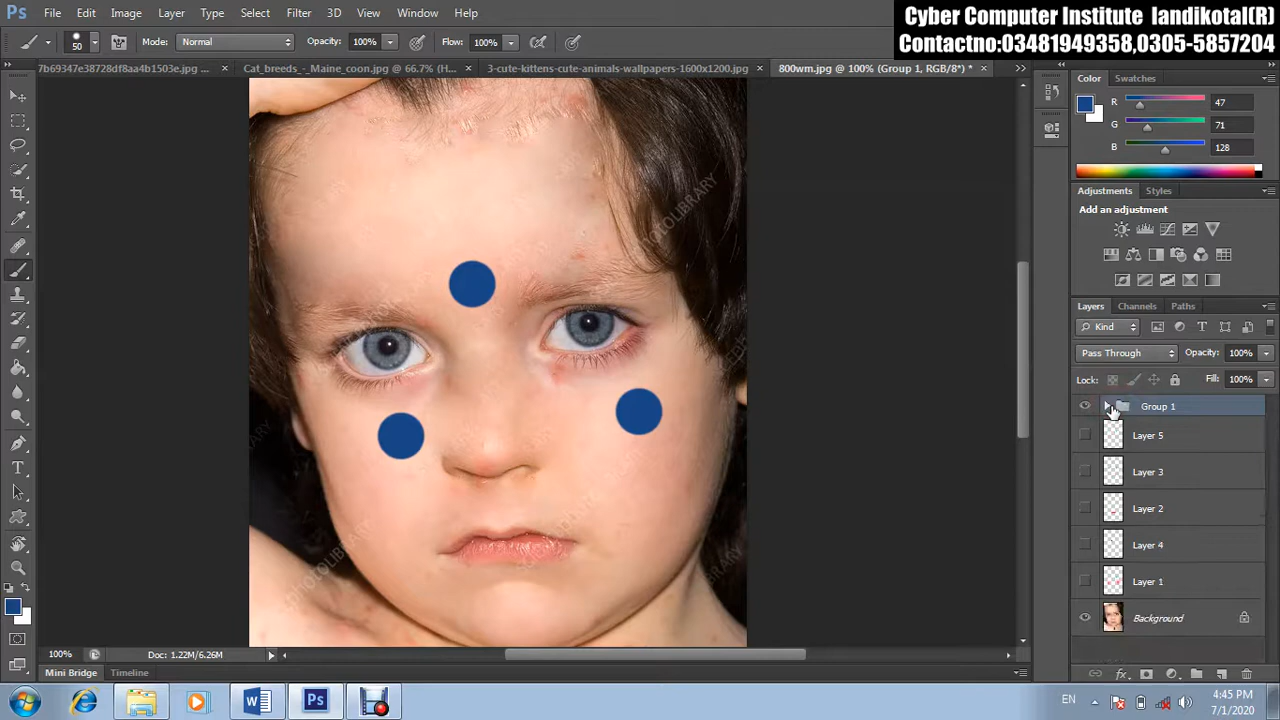 Cyber Computer Institute landikotal(R)
Contactno:03481949358,0305-5857204
Ps File Edit Image Layer Type Select Filter 3D View Window Help
50 Mode: Normal Opacity: 100% Flow: 100%
7b69347e38728df8aa4b1503e.jpg ... × Cat_breeds_-_Maine_coon.jpg @ 66.7% (H... × 3-cute-kittens-cute-animals-wallpapers-1600x1200.jpg × 800wm.jpg @ 100% (Group 1, RGB/8*) * ×
Color Swatches
R 47
G 71
B 128
Adjustments Styles
Add an adjustment
Layers Channels Paths
Kind
Pass Through Opacity: 100%
Lock: Fill: 100%
Group 1
Layer 5
Layer 3
Layer 2
Layer 4
Layer 1
Background
100% Doc: 1.22M/6.26M
Mini Bridge Timeline
EN 4:45 PM
7/1/2020